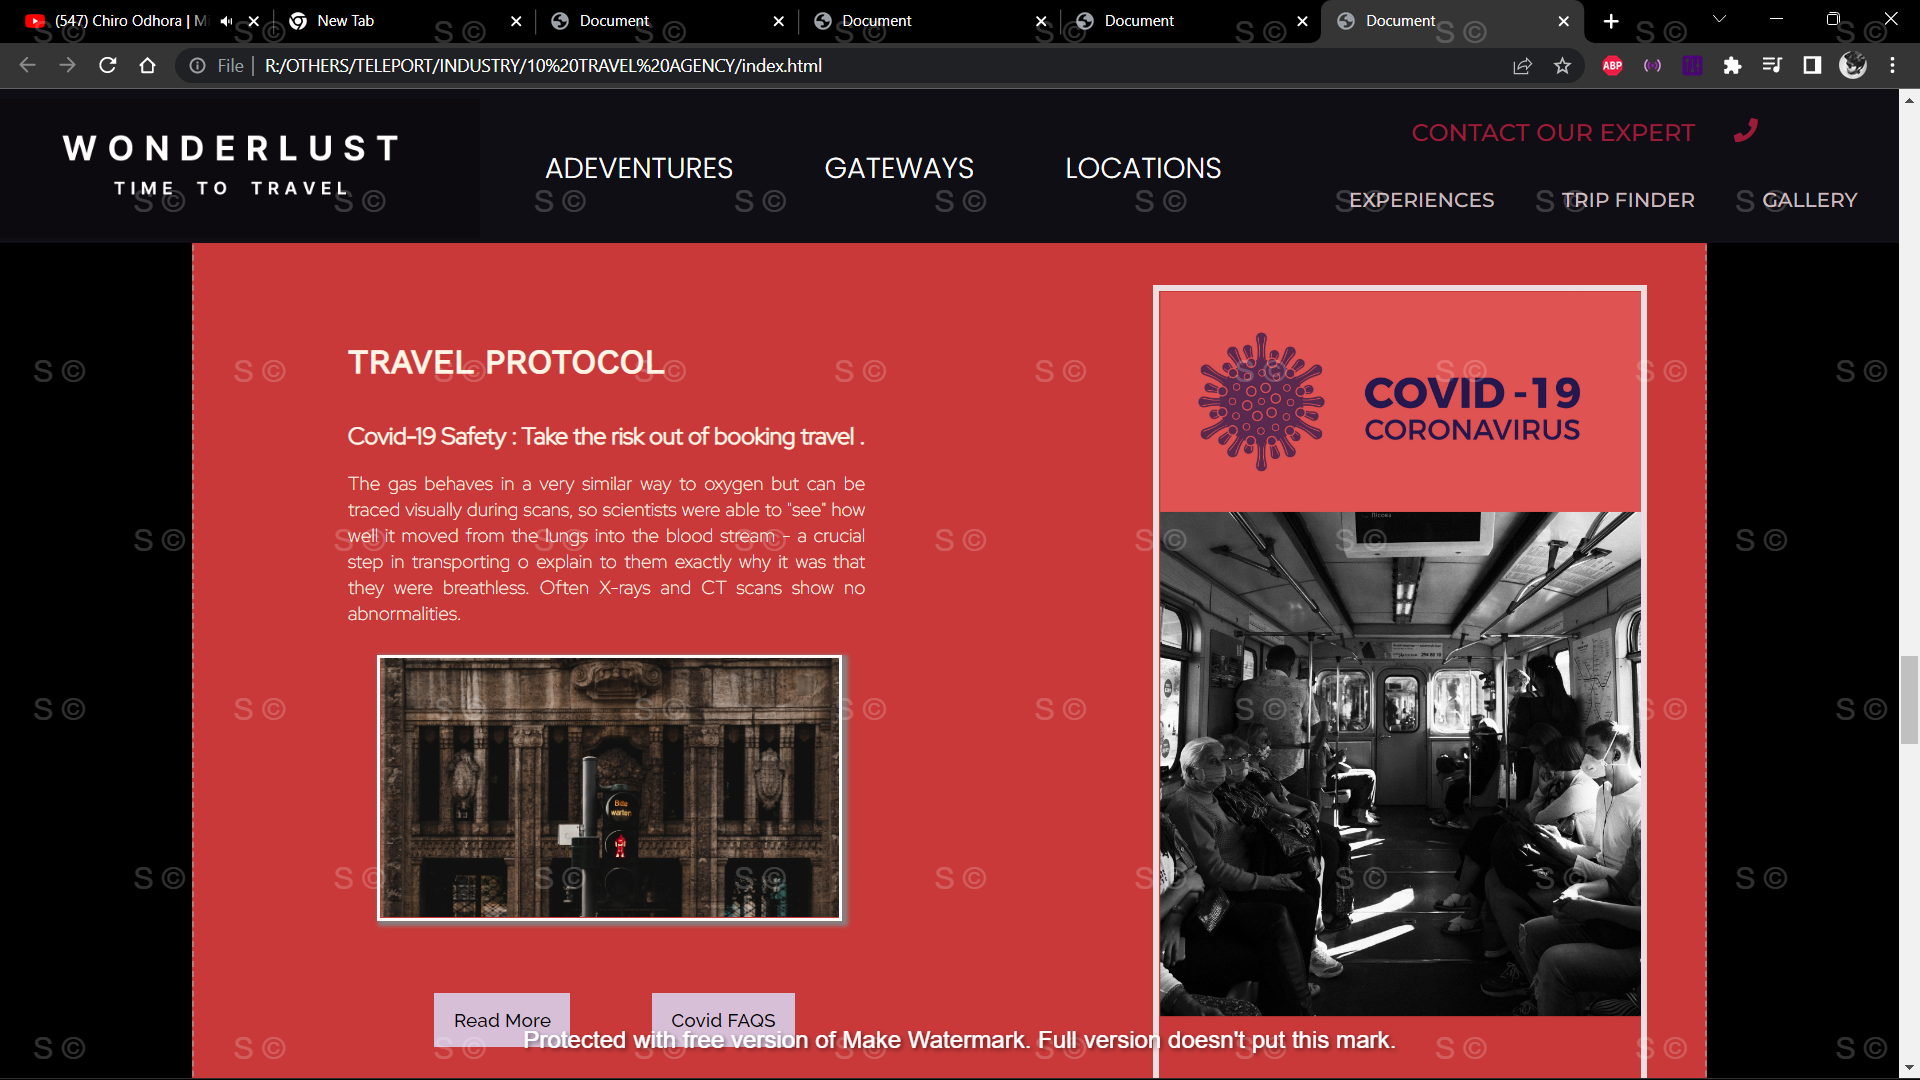 (547) Chiro Odhora | M
New Tab
Document
Document
Document
Document
File
R:/OTHERS/TELEPORT/INDUSTRY/10%20TRAVEL%20AGENCY/index.html
ABP
WONDERLUST
TIME TO TRAVEL
ADEVENTURES
GATEWAYS
LOCATIONS
CONTACT OUR EXPERT
EXPERIENCES
TRIP FINDER
GALLERY
TRAVEL PROTOCOL
Covid-19 Safety : Take the risk out of booking travel .
The gas behaves in a very similar way to oxygen but can be
traced visually during scans, so scientists were able to "see" how
well it moved from the lungs into the blood stream - a crucial
step in transporting o explain to them exactly why it was that
they were breathless. Often X-rays and CT scans show no
abnormalities.
Bitte
warten
Read More
Covid FAQS
COVID -19
CORONAVIRUS
Protected with free version of Make Watermark. Full version doesn't put this mark.
S ©